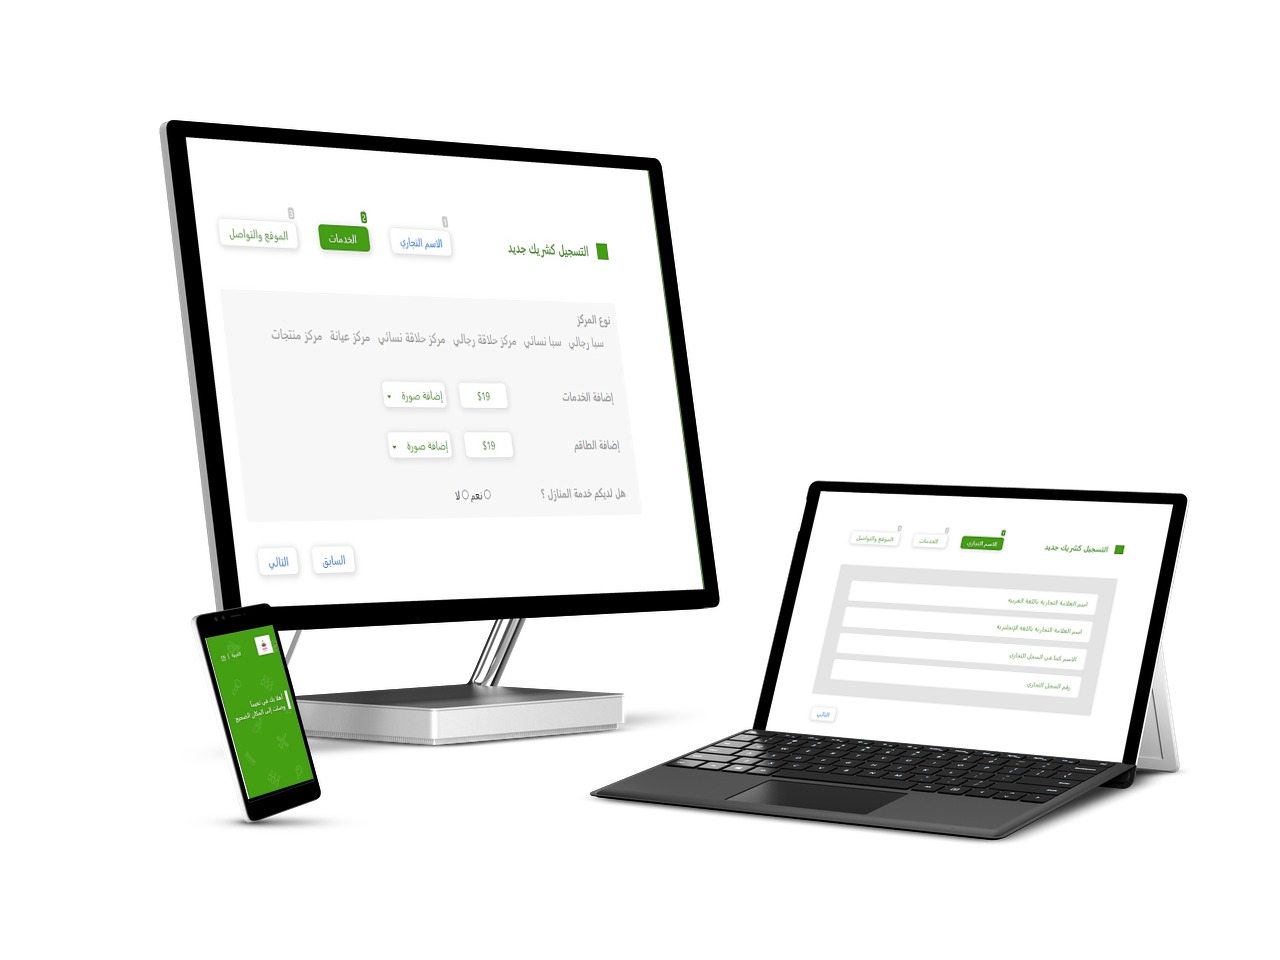 3
2
1
الموقع والتواصل
الخدمات
الاسم التجاري
التسجيل كشريك جديد
نوع المركز
سبا رجالي سبا نسائي مركز حلاقة رجالي مركز حلاقة نسائي مركز عيانة مركز منتجات
إضافة الخدمات
$19
إضافة صورة
إضافة الطاقم
$19
إضافة صورة
هل لديكم خدمة المنازل ؟
نعم لا
السابق
التالي
التسجيل كشريك جديد
الاسم التجاري
الخدمات
الموقع والتواصل
اسم العلامة التجارية باللغة العربية
اسم العلامة التجارية باللغة الإنجليزية
الاسم كما في السجل التجاري
رقم السجل التجاري
التالي
أهلا بك في نعيماً
وصلت إلى المكان الصحيح